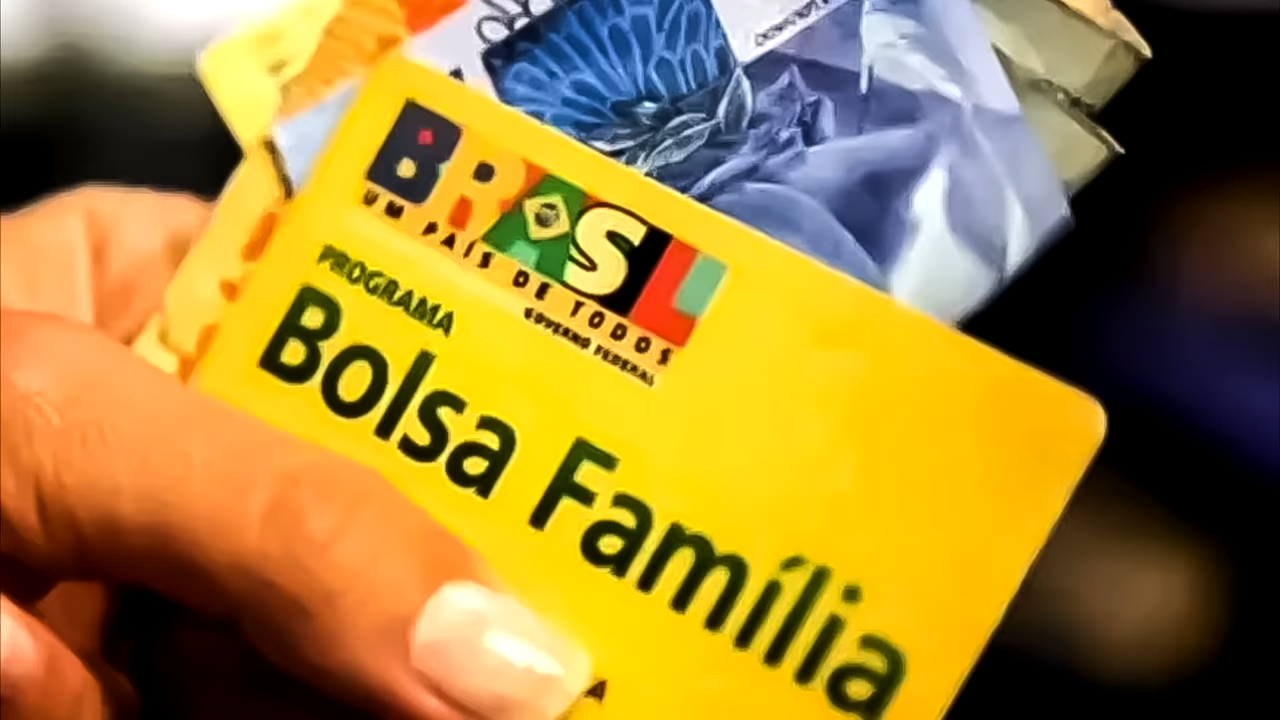 BRASIL
UM PAÍS DE TODOS
GOVERNO FEDERAL
PROGRAMA
Bolsa Família
A